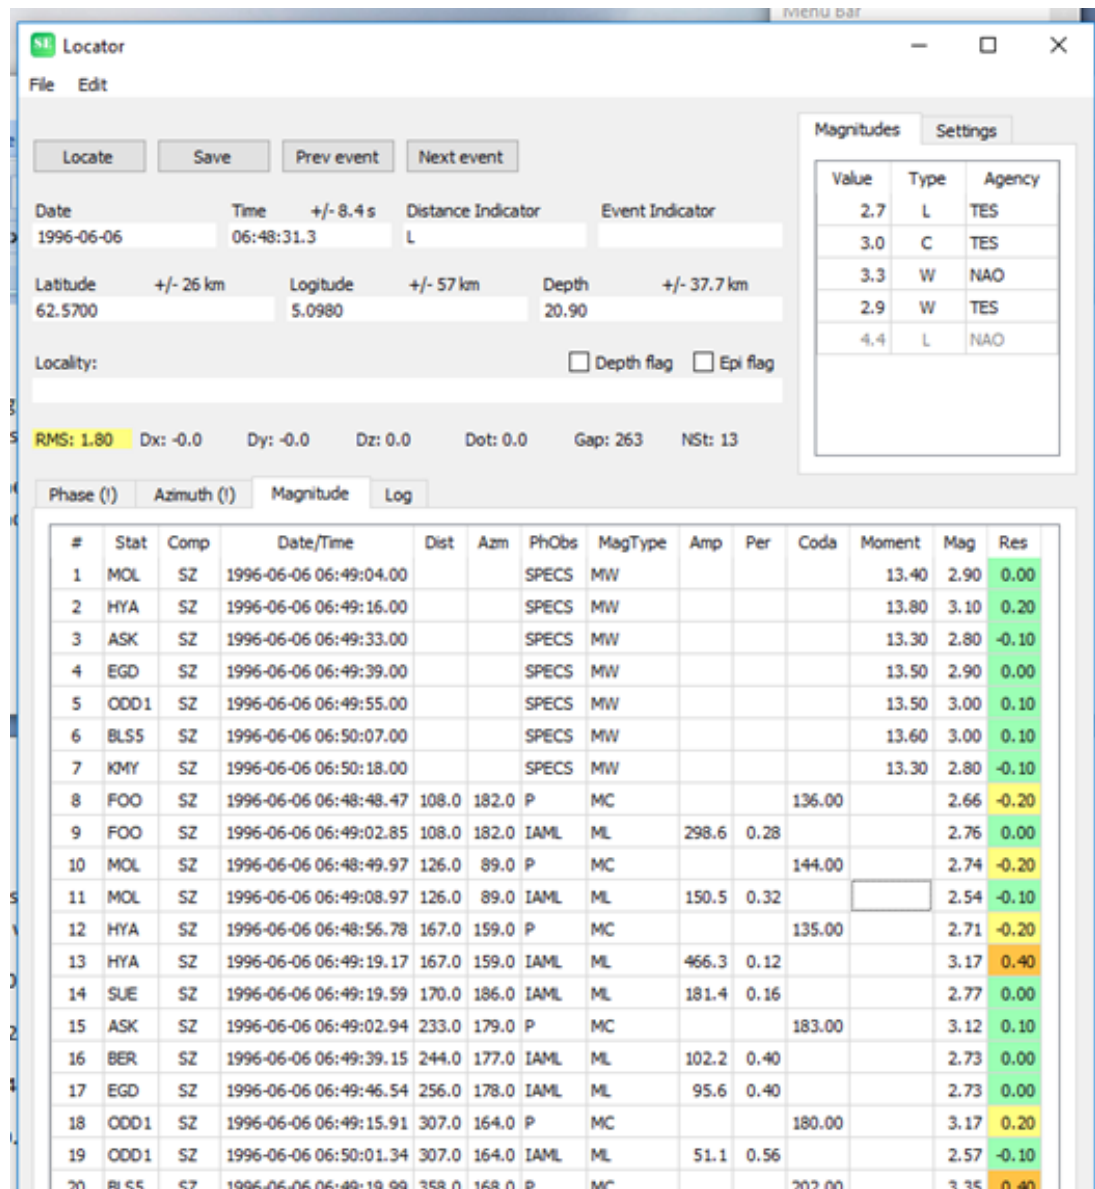 Menu Bar
SE Locator
File Edit
Locate Save Prev event Next event
Magnitudes Settings
Value Type Agency
2.7 L TES
3.0 C TES
3.3 W NAO
2.9 W TES
4.4 L NAO
Date Time +/- 8.4 s Distance Indicator Event Indicator
1996-06-06 06:48:31.3 L
Latitude +/- 26 km Logitude +/- 57 km Depth +/- 37.7 km
62.5700 5.0980 20.90
Locality: Depth flag Epi flag
RMS: 1.80 Dx: -0.0 Dy: -0.0 Dz: 0.0 Dot: 0.0 Gap: 263 NSt: 13
Phase (!) Azimuth (!) Magnitude Log
# Stat Comp Date/Time Dist Azm PhObs MagType Amp Per Coda Moment Mag Res
1 MOL SZ 1996-06-06 06:49:04.00 SPECS MW 13.40 2.90 0.00
2 HYA SZ 1996-06-06 06:49:16.00 SPECS MW 13.80 3.10 0.20
3 ASK SZ 1996-06-06 06:49:33.00 SPECS MW 13.30 2.80 -0.10
4 EGD SZ 1996-06-06 06:49:39.00 SPECS MW 13.50 2.90 0.00
5 ODD1 SZ 1996-06-06 06:49:55.00 SPECS MW 13.50 3.00 0.10
6 BLS5 SZ 1996-06-06 06:50:07.00 SPECS MW 13.60 3.00 0.10
7 KMY SZ 1996-06-06 06:50:18.00 SPECS MW 13.30 2.80 -0.10
8 FOO SZ 1996-06-06 06:48:48.47 108.0 182.0 P MC 136.00 2.66 -0.20
9 FOO SZ 1996-06-06 06:49:02.85 108.0 182.0 IAML ML 298.6 0.28 2.76 0.00
10 MOL SZ 1996-06-06 06:48:49.97 126.0 89.0 P MC 144.00 2.74 -0.20
11 MOL SZ 1996-06-06 06:49:08.97 126.0 89.0 IAML ML 150.5 0.32 2.54 -0.10
12 HYA SZ 1996-06-06 06:48:56.78 167.0 159.0 P MC 135.00 2.71 -0.20
13 HYA SZ 1996-06-06 06:49:19.17 167.0 159.0 IAML ML 466.3 0.12 3.17 0.40
14 SUE SZ 1996-06-06 06:49:19.59 170.0 186.0 IAML ML 181.4 0.16 2.77 0.00
15 ASK SZ 1996-06-06 06:49:02.94 233.0 179.0 P MC 183.00 3.12 0.10
16 BER SZ 1996-06-06 06:49:39.15 244.0 177.0 IAML ML 102.2 0.40 2.73 0.00
17 EGD SZ 1996-06-06 06:49:46.54 256.0 178.0 IAML ML 95.6 0.40 2.73 0.00
18 ODD1 SZ 1996-06-06 06:49:15.91 307.0 164.0 P MC 180.00 3.17 0.20
19 ODD1 SZ 1996-06-06 06:50:01.34 307.0 164.0 IAML ML 51.1 0.56 2.57 -0.10
20 BLS5 SZ 1996-06-06 06:49:19.99 358.0 168.0 P MC 202.00 3.35 0.40